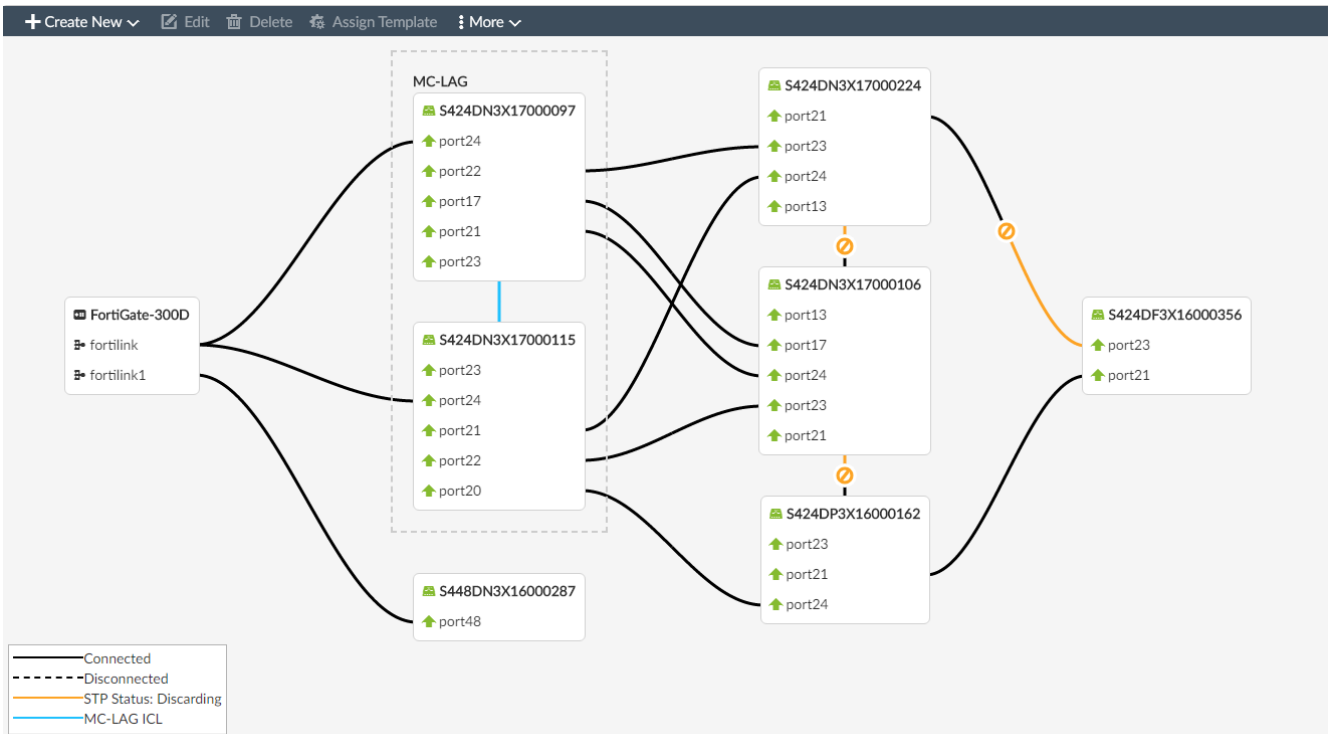 Create New Edit Delete Assign Template More
MC-LAG
S424DN3X17000097
port24
port22
port17
port21
port23
S424DN3X17000224
port21
port23
port24
port13
FortiGate-300D
fortilink
fortilink1
S424DN3X17000115
port23
port24
port21
port22
port20
S424DN3X17000106
port13
port17
port24
port23
port21
S424DF3X16000356
port23
port21
S448DN3X16000287
port48
S424DP3X16000162
port23
port21
port24
Connected
Disconnected
STP Status: Discarding
MC-LAG ICL